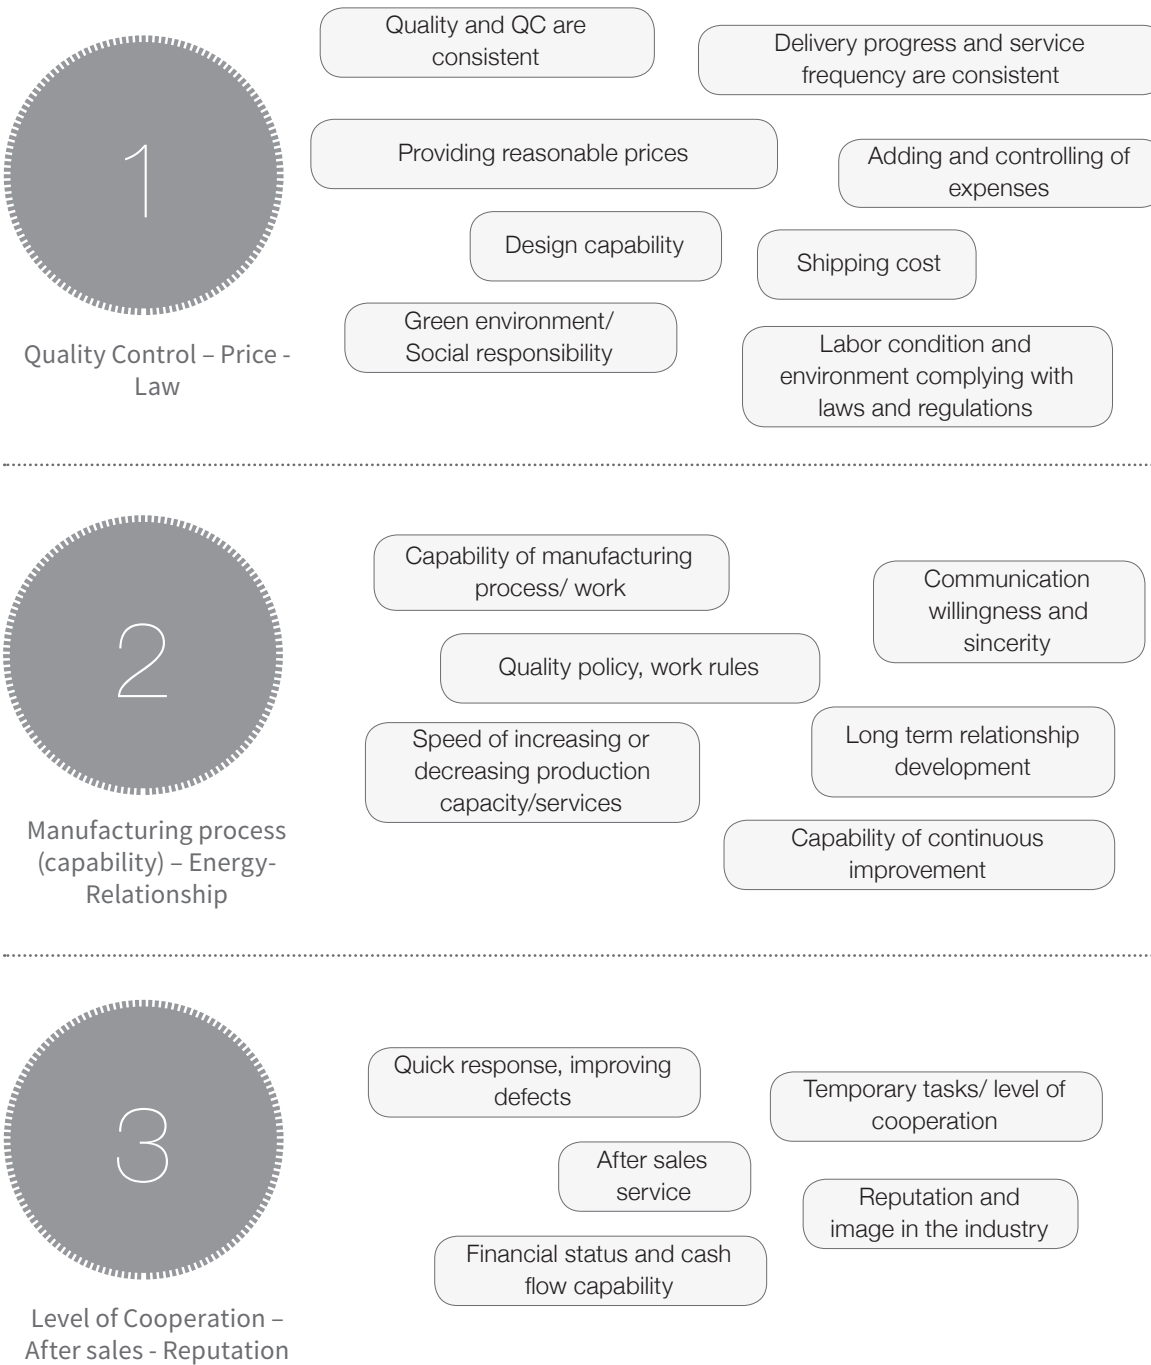 1
Quality Control – Price -
Law
Quality and QC are
consistent
Delivery progress and service
frequency are consistent
Providing reasonable prices
Adding and controlling of
expenses
Design capability
Shipping cost
Green environment/
Social responsibility
Labor condition and
environment complying with
laws and regulations
2
Manufacturing process
(capability) – Energy-
Relationship
Capability of manufacturing
process/ work
Communication
willingness and
sincerity
Quality policy, work rules
Speed of increasing or
decreasing production
capacity/services
Long term relationship
development
Capability of continuous
improvement
3
Level of Cooperation –
After sales - Reputation
Quick response, improving
defects
Temporary tasks/ level of
cooperation
After sales
service
Reputation and
image in the industry
Financial status and cash
flow capability